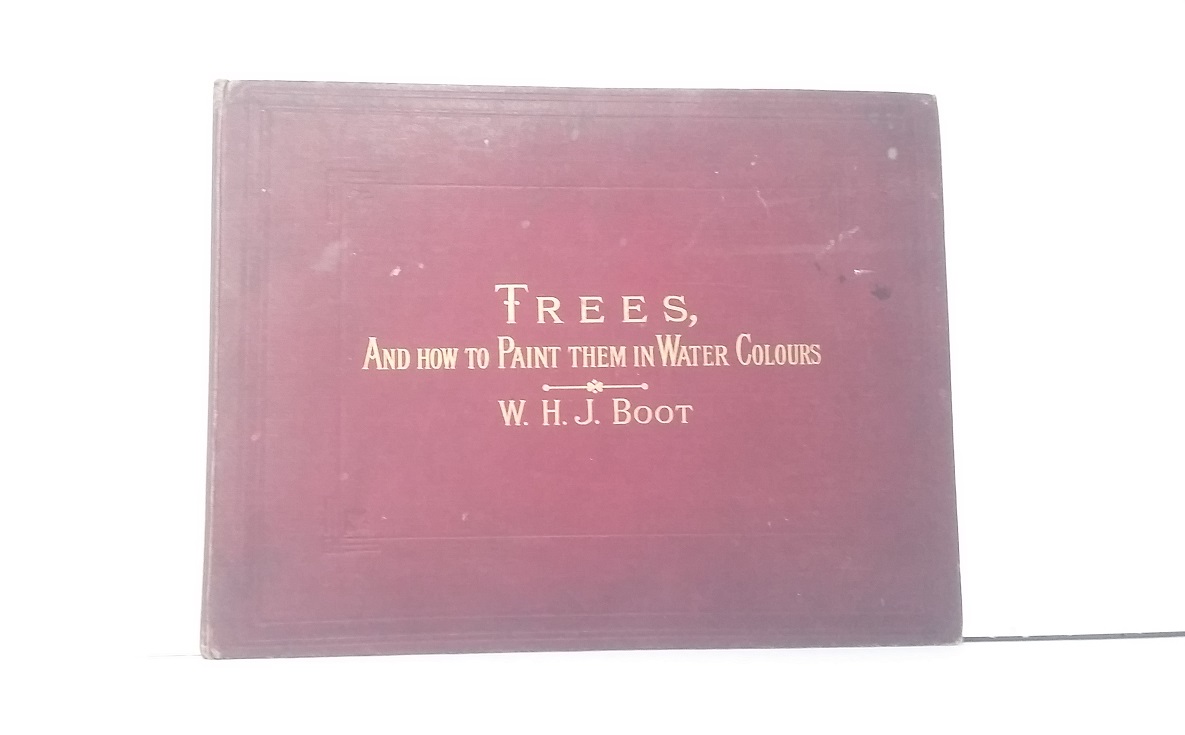 TREES,
AND HOW TO PAINT THEM IN WATER COLOURS
W. H. J. BOOT